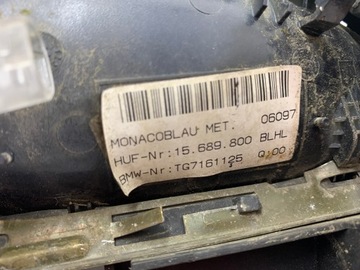 MONACOBLAU MET. 06097
HUF-Nr:15.689.800 BLHL
BMW-Nr:TG7161125 Q:00